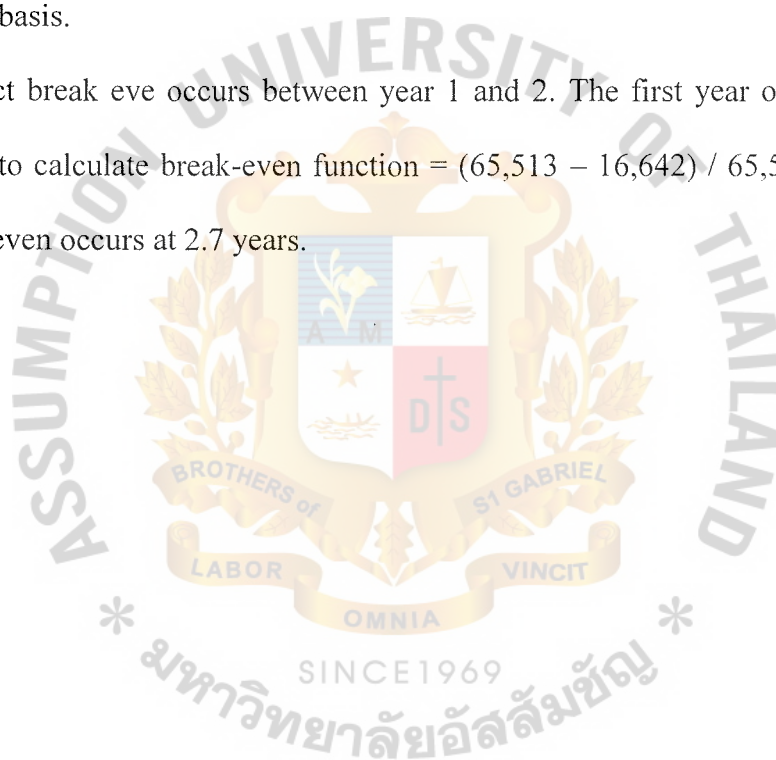 basis.
ct break eve occurs between year 1 and 2. The first year o
to calculate break-even function = (65,513 – 16,642) / 65,5
even occurs at 2.7 years.
ASSUMPTION UNIVERSITY OF THAILAND
A M
D S
BROTHERS of S1 GABRIEL
LABOR VINCIT
OMNIA
SINCE1969
* มหาวิทยาลัยอัสสัมชัญ *